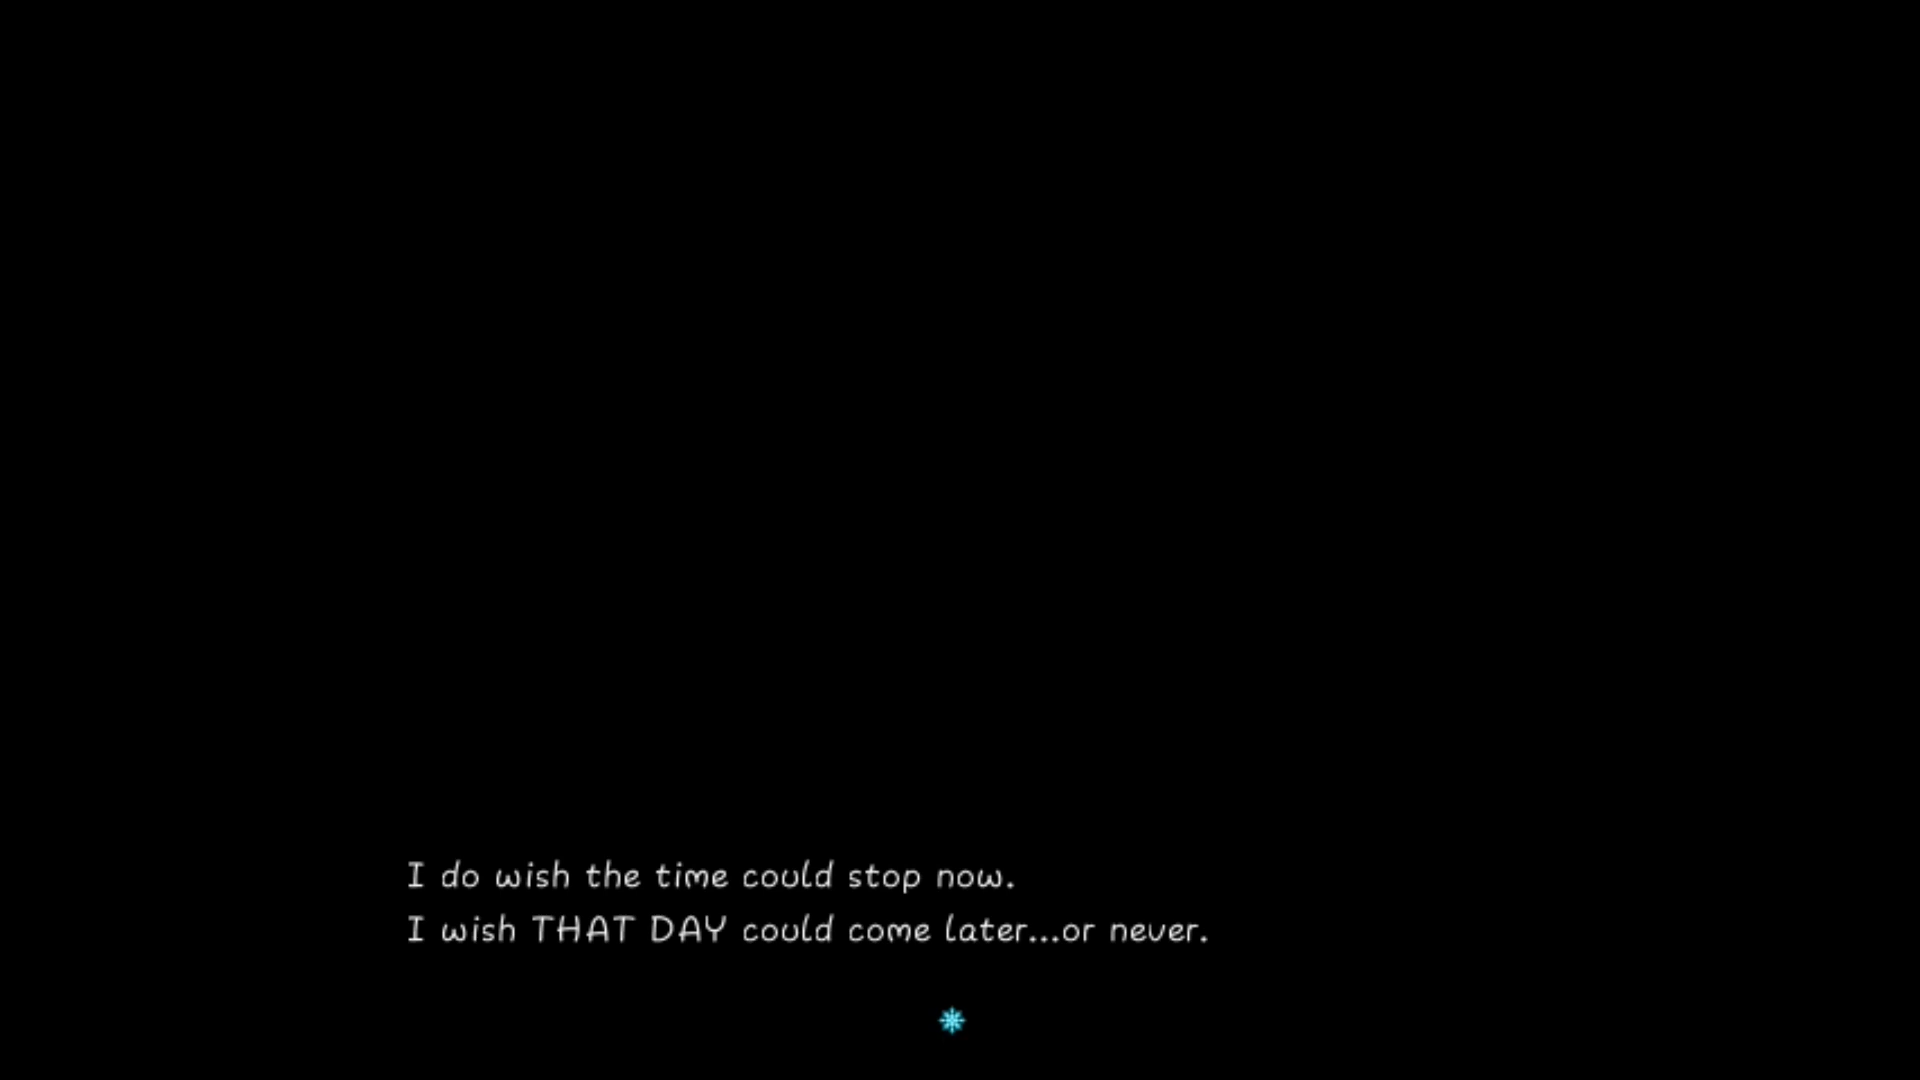 I do wish the time could stop now.
I wish THAT DAY could come later...or never.